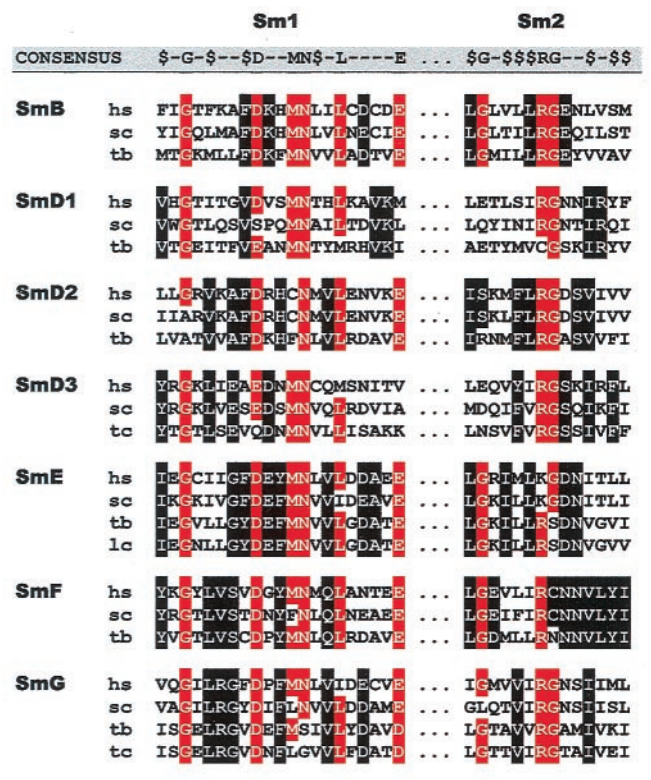 Sm1 Sm2
CONSENSUS $-G-$--$D--MN$-L----E ... $G-$$$RG--$-$$
SmB hs FIGTFKAFDKHMNLILCDCDE ... LGLVLLRGENLVSM
sc YIGQLMAFDKHMNLVLNECIE ... LGLTILRGEQILST
tb MTGKMLLFDKFMNVVLADTVE ... LGMILLRGEYVVAV
SmD1 hs VHGTITGVDVSMNTHLKAVKM ... LETLSIRGNNIRYF
sc VWGTLQSVSPQMNAILTDVKL ... LQYINIRGNTIRQI
tb VTGEITFVEANMNTYMRHVKI ... AETYMVCGSKIRYV
SmD2 hs LLGRVKAFDRHCNMVLENVKE ... ISKMFLRGDSVIVV
sc IIARVKAFDRHCNMVLENVKE ... ISKLFLRGDSVIVV
tb LVATVVAFDKHFNLVLRDAVE ... IRNMFLRGASVVFI
SmD3 hs YRGKLIEAEDNMNCQMSNITV ... LEQVYIRGSKIRFL
sc YRGKLVESEDSMNVQLRDVIA ... MDQIFVRGSQIKFI
tc YTGTLSEVQDNMNVLLISAKK ... LNSVFVRGSSIVFF
SmE hs IEGCIIGFDEYMNLVLDDAEE ... LGRIMLKGDNITLL
sc IKGKIVGFDEFMNVVIDEAVE ... LGKILLKGDNITLI
tb IEGVLLGYDEFMNVVLGDATE ... LGKILLRSDNVGVI
lc IEGNLLGYDEFMNVVLGDATE ... LGKILLRSDNVGVV
SmF hs YKGYLVSVDGYMNMQLANTEE ... LGEVLIRCNNVLYI
sc YRGTLVSTDNYFNLQLNEAEE ... LGEIFIRCNNVLYI
tb YVGTLVSCDPYMNLQLRDAVE ... LGDMLLRNNNVLYI
SmG hs VQGILRGFDPFMNLVIDECVE ... IGMVVIRGNSIIML
sc VAGILRGYDIFLNVVLDDAME ... GLQTVIRGNSIISL
tb ISGELRGVDEFMSIVLYDAVD ... LGTAVVRGAMIVKI
tc ISGELRGVDNFLGVVLFDATD ... LGTTVIRGTAIVEI